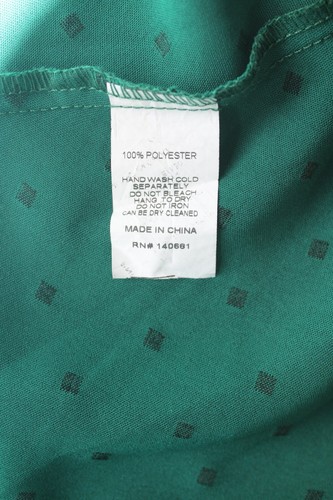 100% POLYESTER
HAND WASH COLD
SEPARATELY
DO NOT BLEACH
HANG TO DRY
DO NOT IRON
CAN BE DRY CLEANED
MADE IN CHINA
RN# 140681